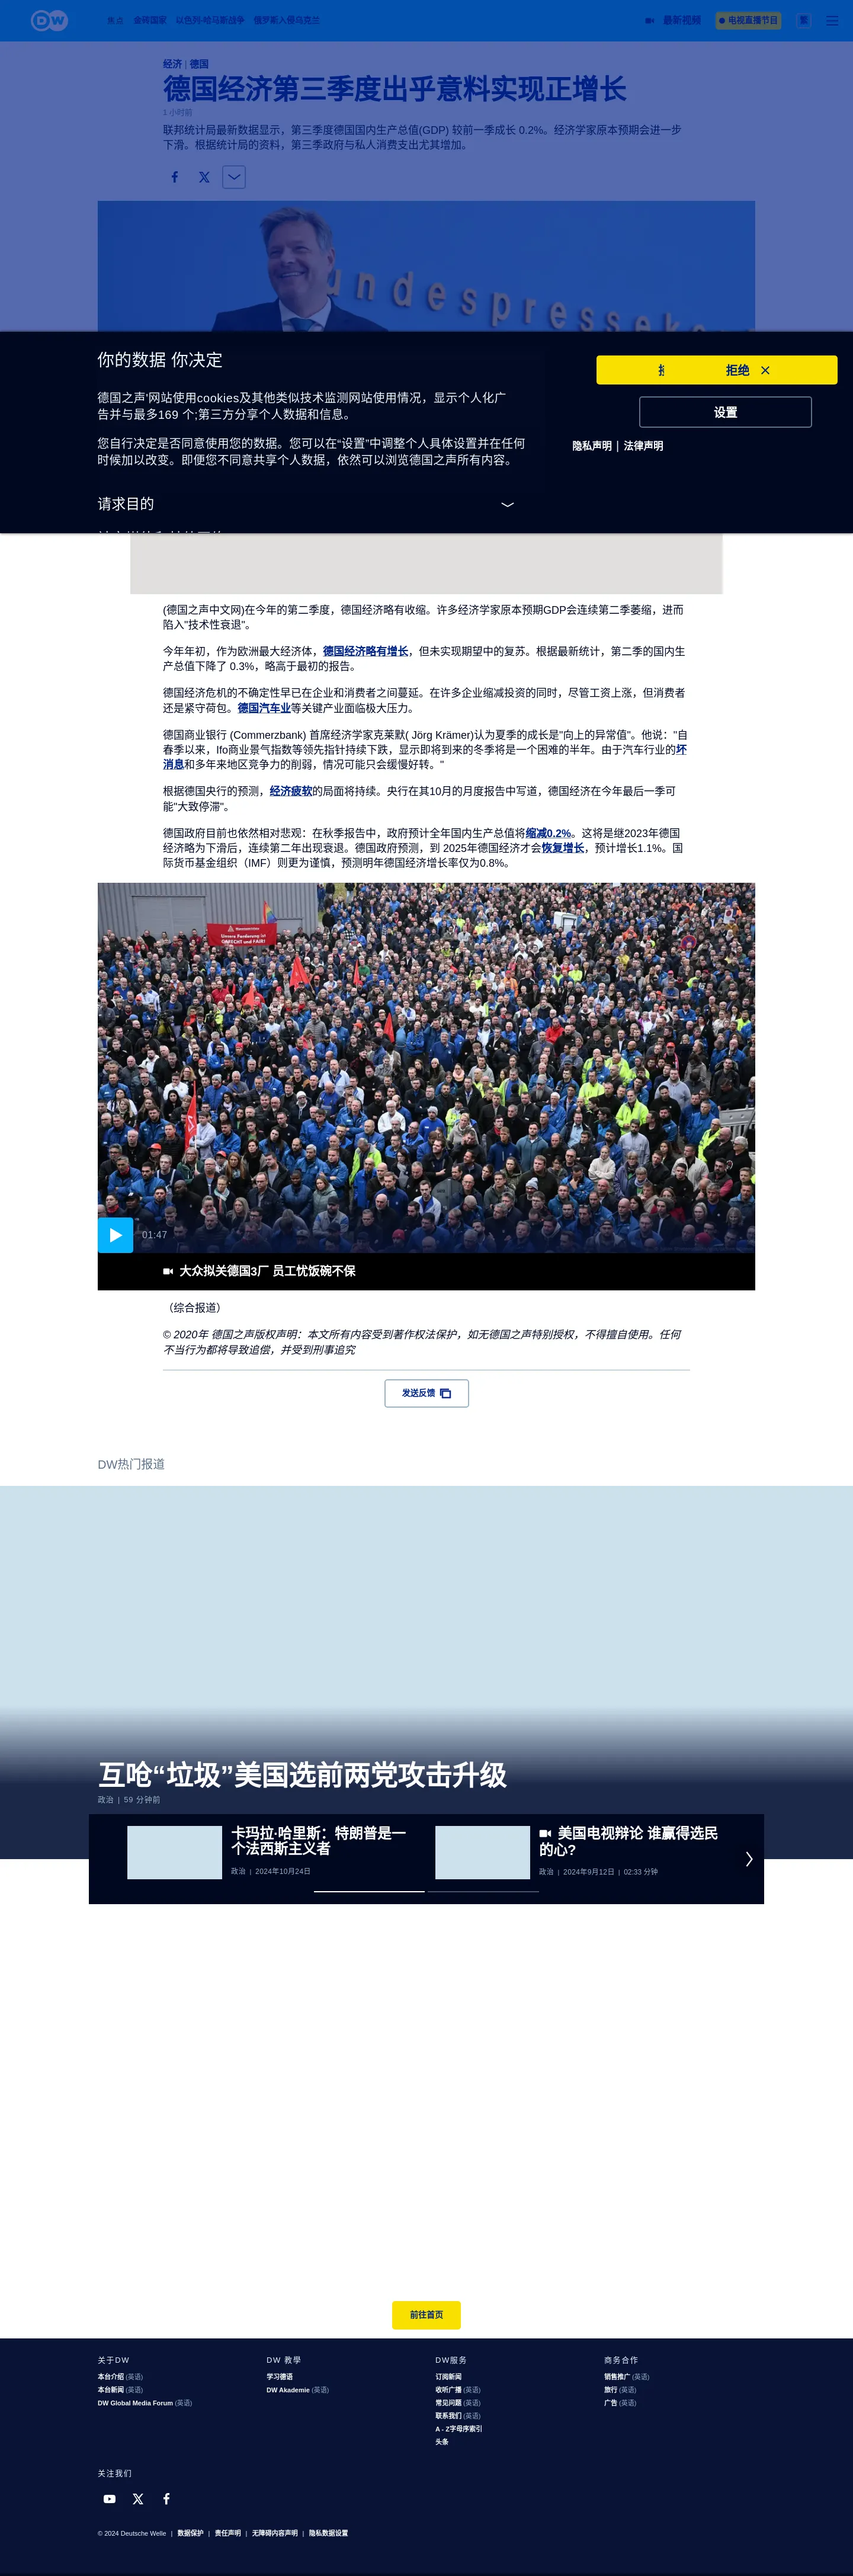 DW
焦点 金砖国家 以色列-哈马斯战争 俄罗斯入侵乌克兰
最新视频 电视直播节目 繁
经济 | 德国
德国经济第三季度出乎意料实现正增长
1 小时前
联邦统计局最新数据显示，第三季度德国国内生产总值(GDP) 较前一季成长 0.2%。经济学家原本预期会进一步
下滑。根据统计局的资料，第三季政府与私人消费支出尤其增加。
undespressek
你的数据 你决定
拒绝
设置
隐私声明 | 法律声明
德国之声‘网站使用cookies及其他类似技术监测网站使用情况，显示个人化广
告并与最多169 个;第三方分享个人数据和信息。
您自行决定是否同意使用您的数据。您可以在“设置”中调整个人具体设置并在任何
时候加以改变。即便您不同意共享个人数据，依然可以浏览德国之声所有内容。
请求目的
(德国之声中文网)在今年的第二季度，德国经济略有收缩。许多经济学家原本预期GDP会连续第二季萎缩，进而
陷入"技术性衰退"。
今年年初，作为欧洲最大经济体，德国经济略有增长，但未实现期望中的复苏。根据最新统计，第二季的国内生
产总值下降了 0.3%，略高于最初的报告。
德国经济危机的不确定性早已在企业和消费者之间蔓延。在许多企业缩减投资的同时，尽管工资上涨，但消费者
还是紧守荷包。德国汽车业等关键产业面临极大压力。
德国商业银行 (Commerzbank) 首席经济学家克莱默( Jörg Krämer)认为夏季的成长是"向上的异常值"。他说："自
春季以来，Ifo商业景气指数等领先指针持续下跌，显示即将到来的冬季将是一个困难的半年。由于汽车行业的坏
消息和多年来地区竞争力的削弱，情况可能只会缓慢好转。"
根据德国央行的预测，经济疲软的局面将持续。央行在其10月的月度报告中写道，德国经济在今年最后一季可
能"大致停滞"。
德国政府目前也依然相对悲观：在秋季报告中，政府预计全年国内生产总值将缩减0.2%。这将是继2023年德国
经济略为下滑后，连续第二年出现衰退。德国政府预测，到 2025年德国经济才会恢复增长，预计增长1.1%。国
际货币基金组织（IMF）则更为谨慎，预测明年德国经济增长率仅为0.8%。
01:47
大众拟关德国3厂 员工忧饭碗不保
（综合报道）
© 2020年 德国之声版权声明：本文所有内容受到著作权法保护，如无德国之声特别授权，不得擅自使用。任何
不当行为都将导致追偿，并受到刑事追究
发送反馈
DW热门报道
互呛“垃圾”美国选前两党攻击升级
政治 | 59 分钟前
卡玛拉·哈里斯：特朗普是一
个法西斯主义者
政治 | 2024年10月24日
美国电视辩论 谁赢得选民
的心?
政治 | 2024年9月12日 | 02:33 分钟
前往首页
关于DW
本台介绍 (英语)
本台新闻 (英语)
DW Global Media Forum (英语)
DW 教學
学习德语
DW Akademie (英语)
DW服务
订阅新闻
收听广播 (英语)
常见问题 (英语)
联系我们 (英语)
A - Z字母序索引
头条
商务合作
销售推广 (英语)
旅行 (英语)
广告 (英语)
关注我们
© 2024 Deutsche Welle | 数据保护 | 责任声明 | 无障碍内容声明 | 隐私数据设置